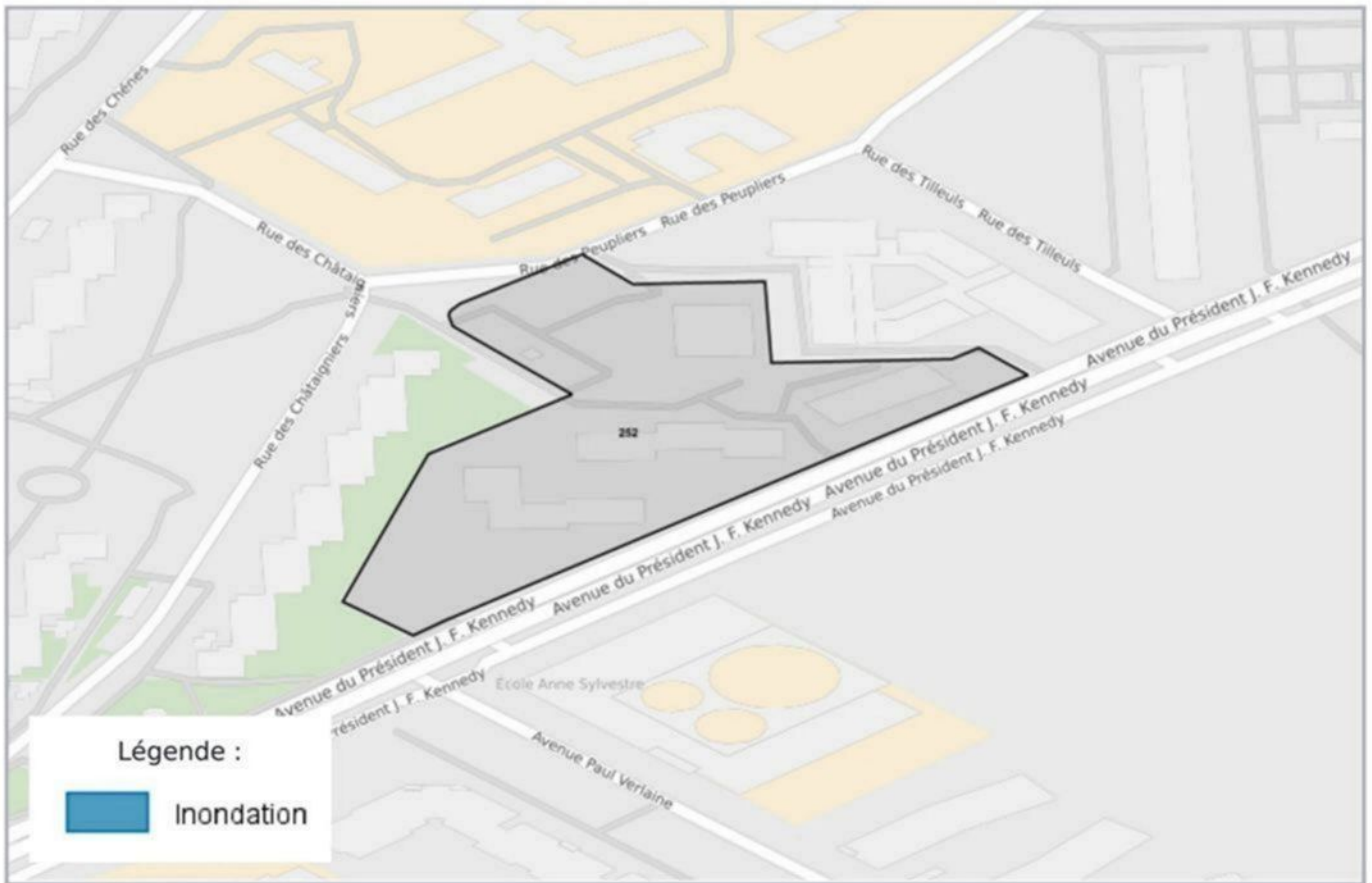 Rue des Chênes
Rue des Châtaigniers
Rue des Peupliers
Rue des Peupliers
Rue des Tilleuls
Rue des Tilleuls
Rue des Châtaigniers
252
Avenue du Président J. F. Kennedy
Avenue du Président J. F. Kennedy
Avenue du Président J. F. Kennedy
Avenue du Président J. F. Kennedy
Avenue du Président J. F. Kennedy
Avenue du Président J. F. Kennedy
Avenue du Président J. F. Kennedy
résident J. F. Kennedy
École Anne Sylvestre
Avenue Paul Verlaine
Légende :
Inondation